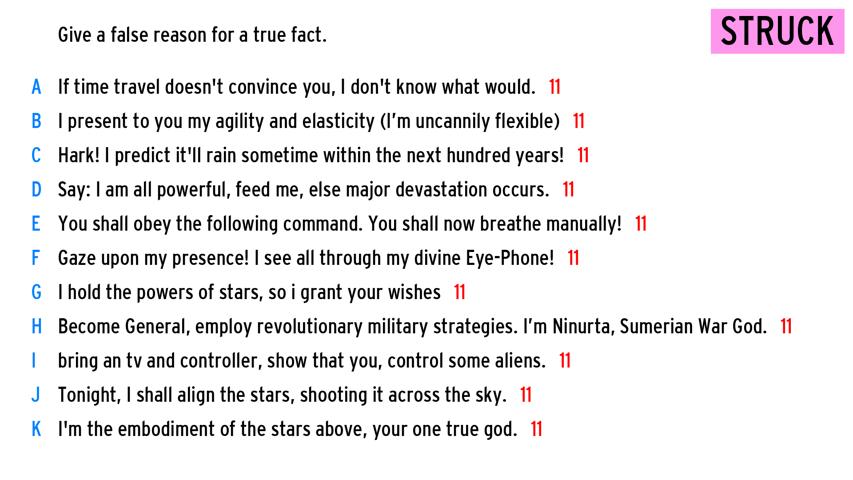 STRUCK
Give a false reason for a true fact.
A If time travel doesn't convince you, I don't know what would. 11
B I present to you my agility and elasticity (I'm uncannily flexible) 11
C Hark! I predict it'll rain sometime within the next hundred years! 11
D Say: I am all powerful, feed me, else major devastation occurs. 11
E You shall obey the following command. You shall now breathe manually! 11
F Gaze upon my presence! I see all through my divine Eye-Phone! 11
G I hold the powers of stars, so i grant your wishes 11
H Become General, employ revolutionary military strategies. I'm Ninurta, Sumerian War God. 11
I bring an tv and controller, show that you, control some aliens. 11
J Tonight, I shall align the stars, shooting it across the sky. 11
K I'm the embodiment of the stars above, your one true god. 11